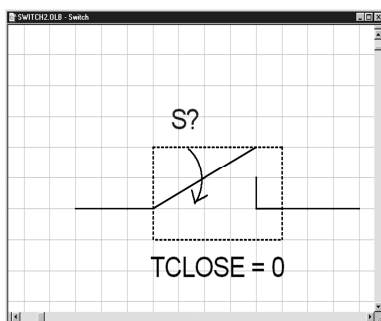 SWITCH2.OLB - Switch
S?
TCLOSE = 0